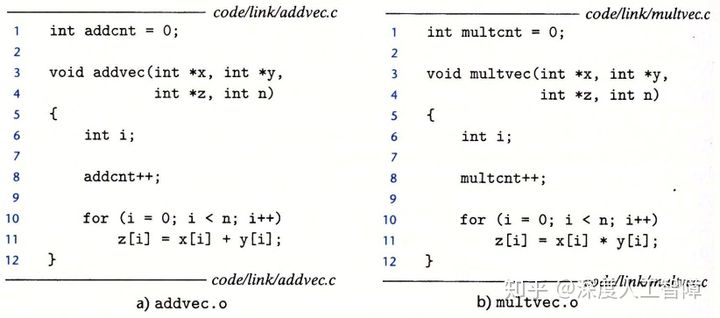 code/link/addvec.c
1 int addcnt = 0;
2
3 void addvec(int *x, int *y,
4 int *z, int n)
5 {
6 int i;
7
8 addcnt++;
9
10 for (i = 0; i < n; i++)
11 z[i] = x[i] + y[i];
12 }
code/link/addvec.c
a) addvec.o
code/link/multvec.c
1 int multcnt = 0;
2
3 void multvec(int *x, int *y,
4 int *z, int n)
5 {
6 int i;
7
8 multcnt++;
9
10 for (i = 0; i < n; i++)
11 z[i] = x[i] * y[i];
12 }
code/link/multvec.c
b) multvec.o
知乎 @深度人工智障